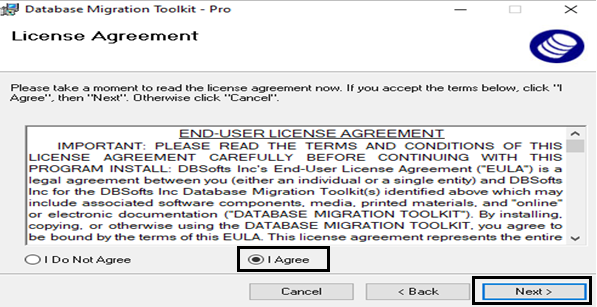 Database Migration Toolkit - Pro
License Agreement
Please take a moment to read the license agreement now. If you accept the terms below, click "I
Agree", then "Next". Otherwise click "Cancel".
END-USER LICENSE AGREEMENT
IMPORTANT: PLEASE READ THE TERMS AND CONDITIONS OF THIS
LICENSE AGREEMENT CAREFULLY BEFORE CONTINUING WITH THIS
PROGRAM INSTALL: DBSofts Inc's End-User License Agreement ("EULA") is a
legal agreement between you (either an individual or a single entity) and DBSofts
Inc for the DBSofts Inc Database Migration Toolkit(s) identified above which may
include associated software components, media, printed materials, and "online"
or electronic documentation ("DATABASE MIGRATION TOOLKIT"). By installing,
copying, or otherwise using the DATABASE MIGRATION TOOLKIT, you agree to
be bound by the terms of this EULA. This license agreement represents the entire
I Do Not Agree I Agree
Cancel < Back Next >